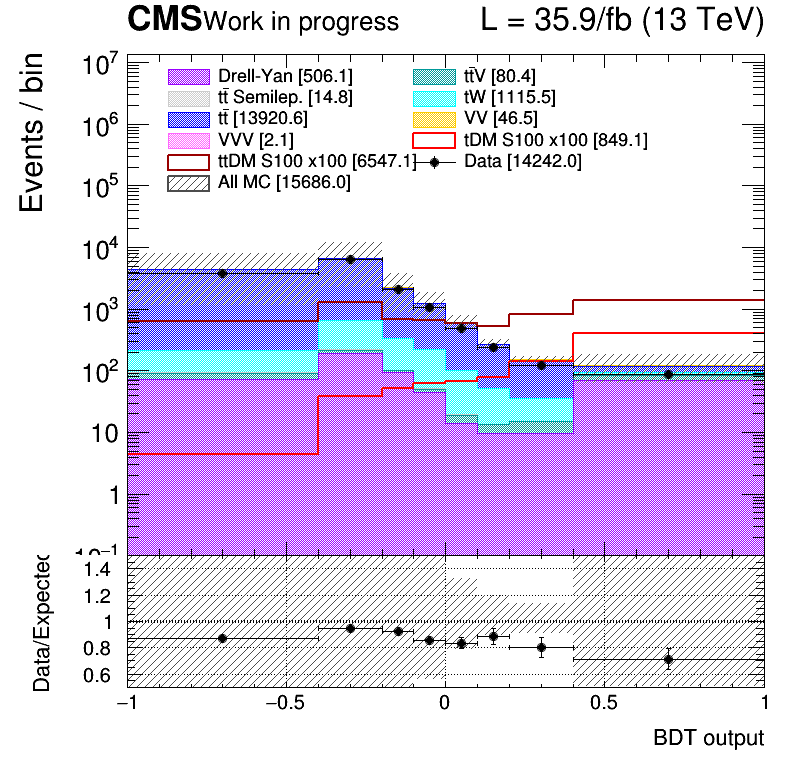 CMS Work in progress L = 35.9/fb (13 TeV)
Events / bin
10⁷
10⁶
10⁵
10⁴
10³
10²
10
1
10⁻¹
Drell-Yan [506.1] tt̄V [80.4]
tt̄ Semilep. [14.8] tW [1115.5]
tt̄ [13920.6] VV [46.5]
VVV [2.1] tDM S100 x100 [849.1]
ttDM S100 x100 [6547.1] Data [14242.0]
All MC [15686.0]
Data/Expected
1.4
1.2
1
0.8
0.6
−1 −0.5 0 0.5 1
BDT output